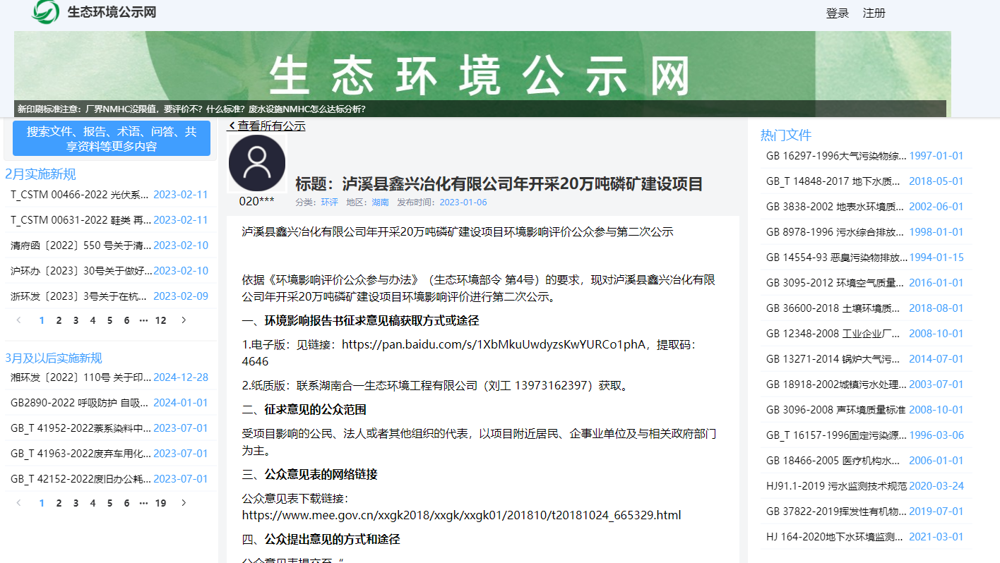 生态环境公示网
登录 注册
生态环境公示网
新印刷标准注意：厂界NMHC没限值，要评价不？什么标准？废水设施NMHC怎么达标分析？
搜索文件、报告、术语、问答、共
享资料等更多内容
2月实施新规
T_CSTM 00466-2022 光伏系... 2023-02-11
T_CSTM 00631-2022 鞋类 再... 2023-02-11
清府函〔2022〕550 号关于清... 2023-02-10
沪环办〔2023〕30号关于做好... 2023-02-10
浙环发〔2023〕3号关于在杭... 2023-02-09
1 2 3 4 5 6 ··· 12
3月及以后实施新规
湘环发〔2022〕110号 关于印... 2024-12-28
GB2890-2022 呼吸防护 自吸... 2024-01-01
GB_T 41952-2022萘系染料中... 2023-07-01
GB_T 41963-2022废弃车用化... 2023-07-01
GB_T 42152-2022废旧办公耗... 2023-07-01
1 2 3 4 5 6 ··· 19
查看所有公示
020***
标题：泸溪县鑫兴冶化有限公司年开采20万吨磷矿建设项目
分类：环评 地区：湖南 发布时间：2023-01-06
泸溪县鑫兴冶化有限公司年开采20万吨磷矿建设项目环境影响评价公众参与第二次公示
依据《环境影响评价公众参与办法》（生态环境部令 第4号）的要求，现对泸溪县鑫兴冶化有限
公司年开采20万吨磷矿建设项目环境影响评价进行第二次公示。
一、环境影响报告书征求意见稿获取方式或途径
1.电子版：见链接：https://pan.baidu.com/s/1XbMkuUwdyzsKwYURCo1phA，提取码：
4646
2.纸质版：联系湖南合一生态环境工程有限公司（刘工 13973162397）获取。
二、征求意见的公众范围
受项目影响的公民、法人或者其他组织的代表，以项目附近居民、企事业单位及与相关政府部门
为主。
三、公众意见表的网络链接
公众意见表下载链接：
https://www.mee.gov.cn/xxgk2018/xxgk/xxgk01/201810/t20181024_665329.html
四、公众提出意见的方式和途径
公众意见表提交至“
热门文件
GB 16297-1996大气污染物综... 1997-01-01
GB_T 14848-2017 地下水质... 2018-05-01
GB 3838-2002 地表水环境质... 2002-06-01
GB 8978-1996 污水综合排放... 1998-01-01
GB 14554-93 恶臭污染物排放... 1994-01-15
GB 3095-2012 环境空气质量... 2016-01-01
GB 36600-2018 土壤环境质... 2018-08-01
GB 12348-2008 工业企业厂... 2008-10-01
GB 13271-2014 锅炉大气污... 2014-07-01
GB 18918-2002城镇污水处理... 2003-07-01
GB 3096-2008 声环境质量标准 2008-10-01
GB_T 16157-1996固定污染源... 1996-03-06
GB 18466-2005 医疗机构水... 2006-01-01
HJ91.1-2019 污水监测技术规范 2020-03-24
GB 37822-2019挥发性有机物... 2019-07-01
HJ 164-2020地下水环境监测... 2021-03-01